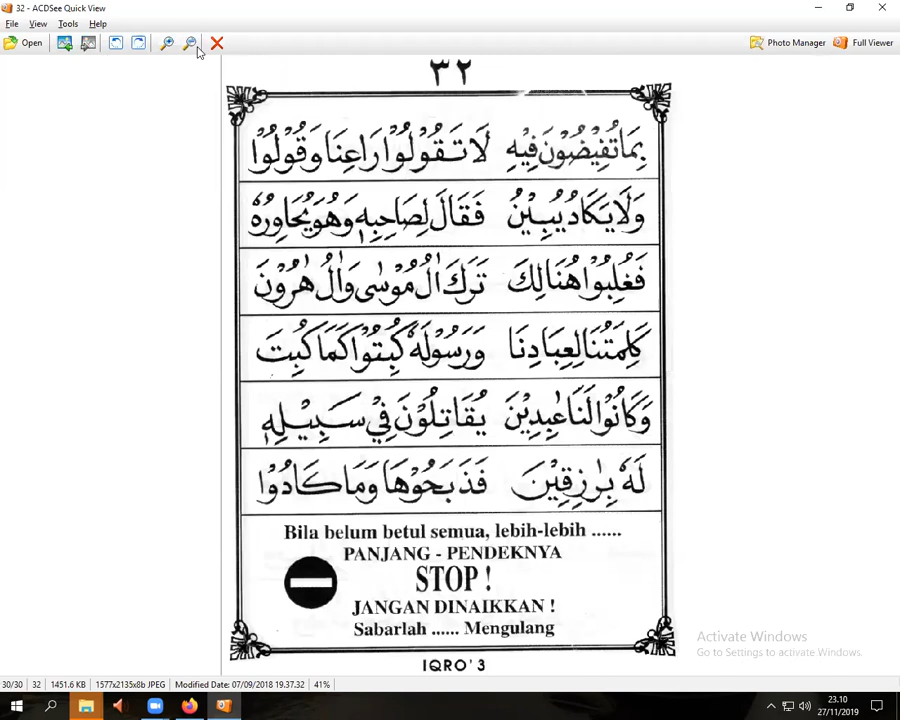 32 - ACDSee Quick View
File View Tools Help
Open Photo Manager Full Viewer
٣٢
بِمَا تُفِيْضُوْنَ فِيْهِ لَا تَقُوْلُوْا رَاعِنَا وَقُوْلُوْا
وَلَا يَكَادُ يُبِيْنُ فَقَالَ لِصَاحِبِهٖ وَهُوَ يُحَاوِرُهٗ
فَغُلِبُوْا هُنَالِكَ تَرَكَ اٰلُ مُوْسٰى وَاٰلُ هٰرُوْنَ
كَلِمَتُنَا لِعِبَادِنَا وَرَسُوْلَهٗ كُبِتُوْا كَمَا كُبِتَ
وَكَانُوْا لَنَا عٰبِدِيْنَ يُقَاتِلُوْنَ فِيْ سَبِيْلِهٖ
لَهٗ بِرٰزِقِيْنَ فَذَبَحُوْهَا وَمَا كَادُوْا
Bila belum betul semua, lebih-lebih ......
PANJANG - PENDEKNYA
STOP !
JANGAN DINAIKKAN !
Sabarlah ...... Mengulang
IQRO' 3
Activate Windows
Go to Settings to activate Windows.
30/30 32 1451.6 KB 1577x2135x8b JPEG Modified Date: 07/09/2018 19.37.32 41%
23.10
27/11/2019